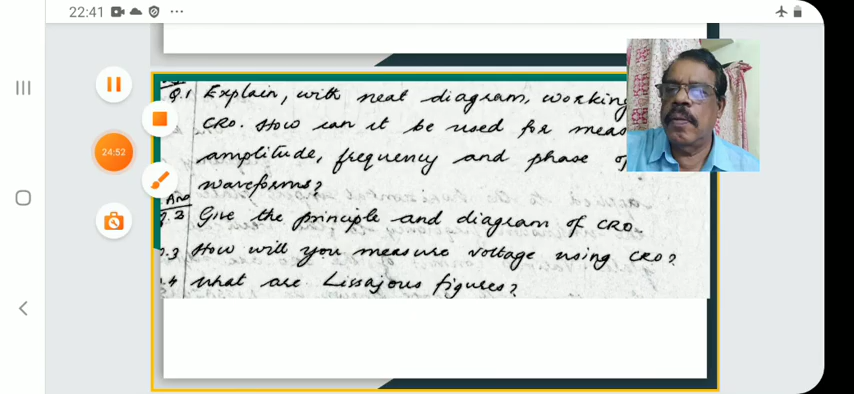 22:41
24:52
Q.1 Explain, with neat diagram, working
CRO. How can it be used for meas
amplitude, frequency and phase of
waveforms?
Ans
Q.2 Give the principle and diagram of CRO.
Q.3 How will you measure voltage using CRO?
Q.4 what are Lissajous figures?